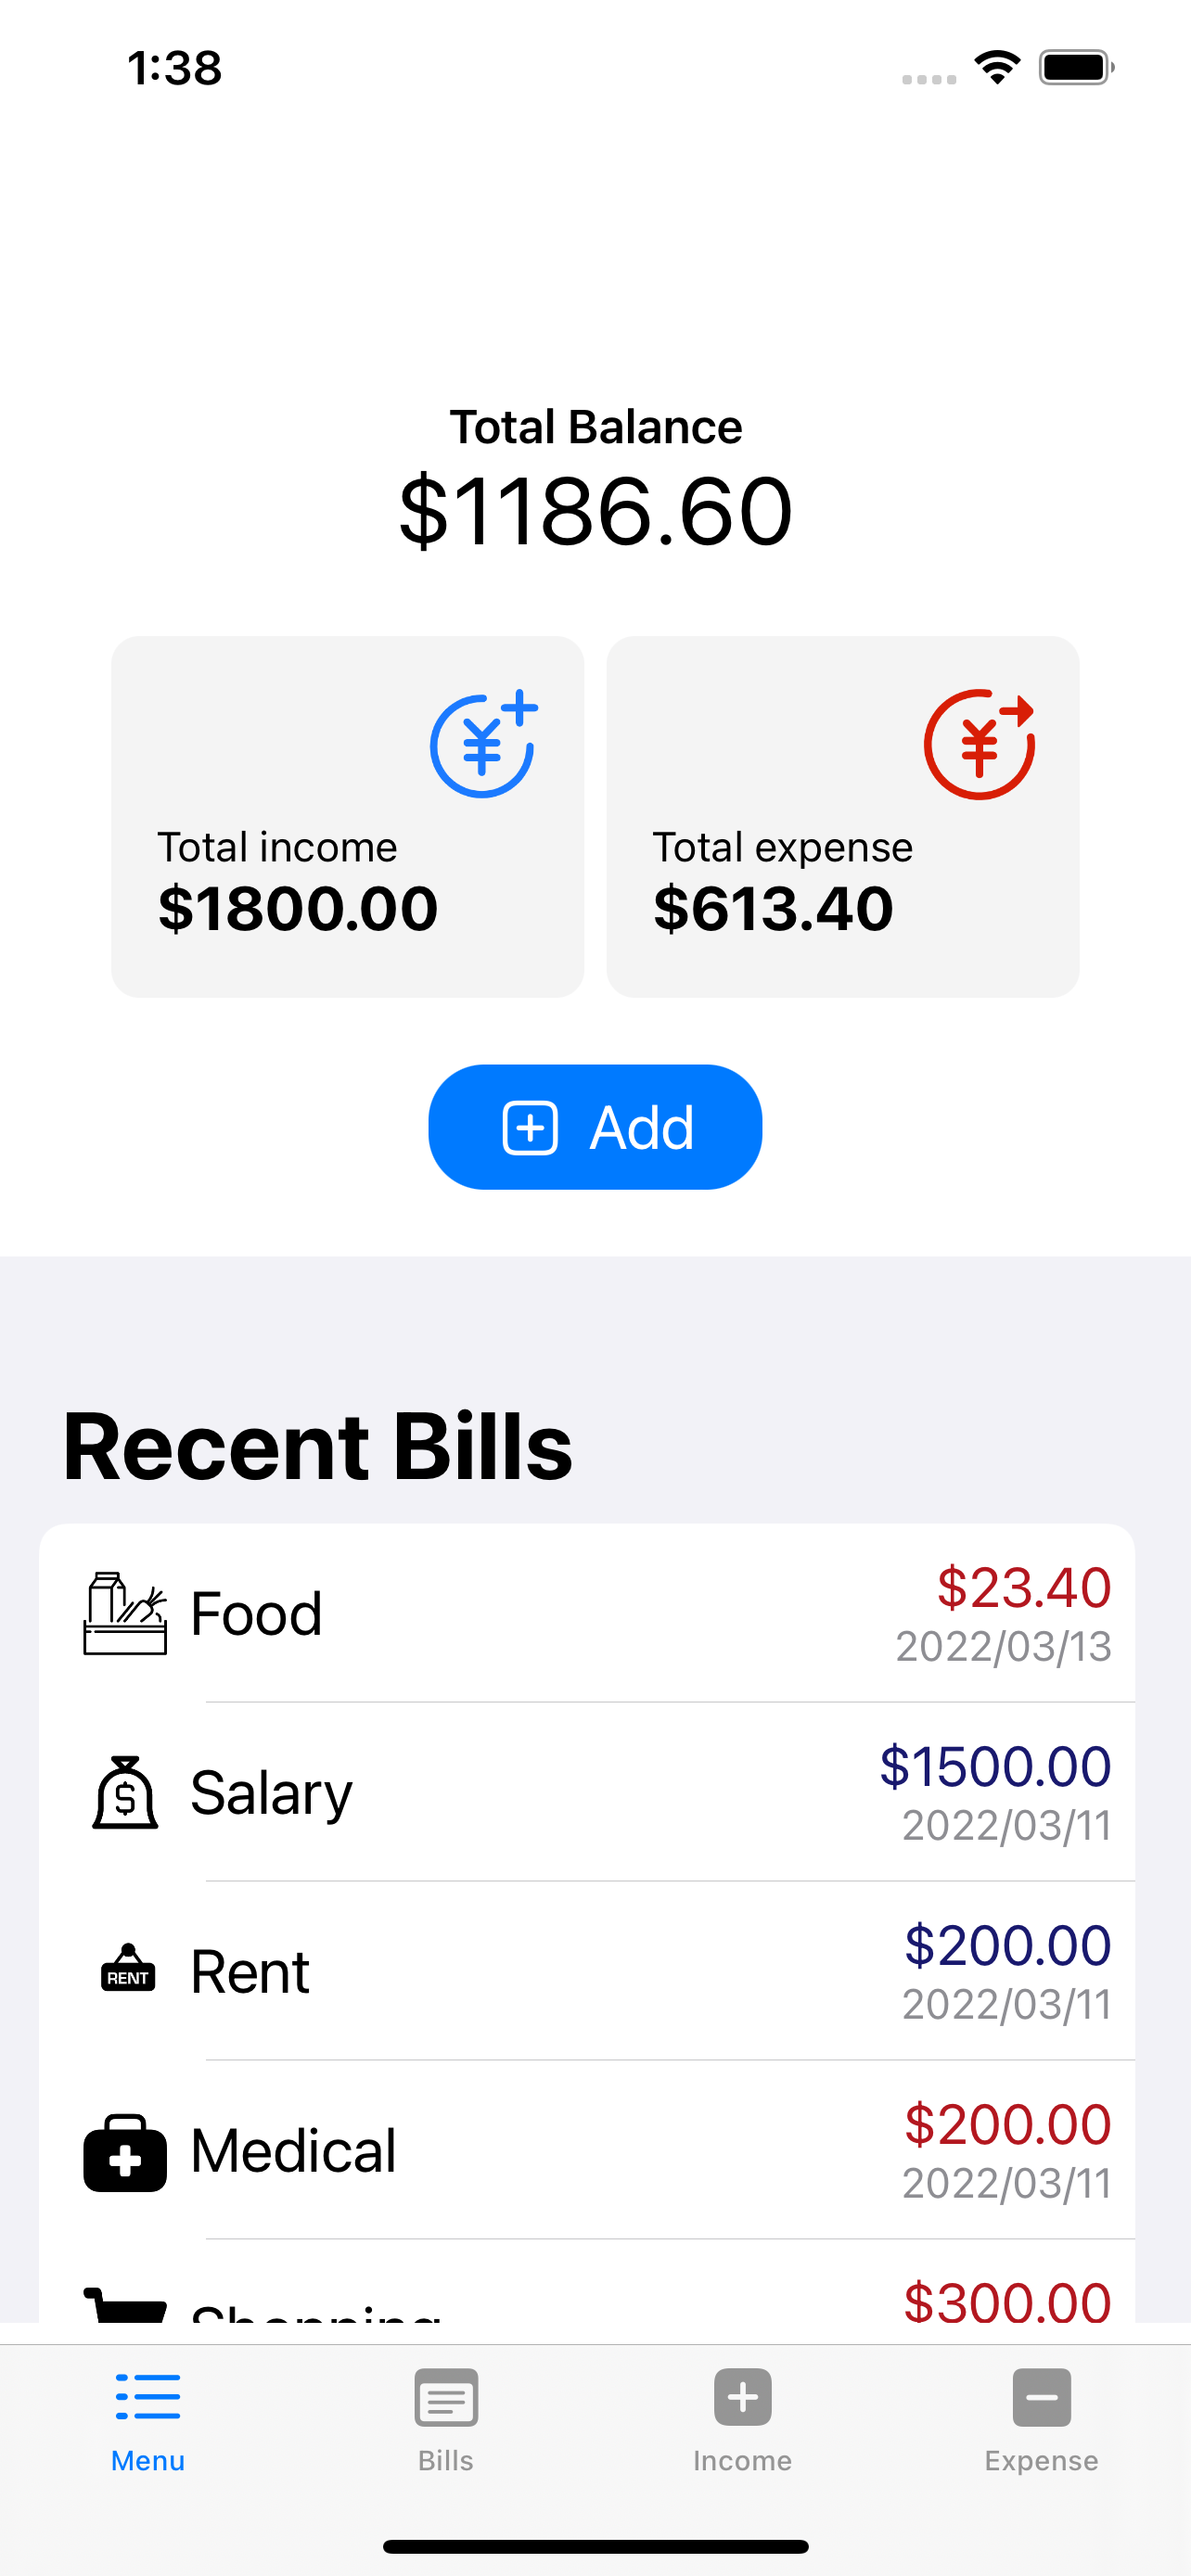 1:38
Total Balance
$1186.60
Total income
$1800.00
Total expense
$613.40
Add
Recent Bills
Food
$23.40
2022/03/13
Salary
$1500.00
2022/03/11
RENT
Rent
$200.00
2022/03/11
Medical
$200.00
2022/03/11
Shopping
$300.00
Menu
Bills
Income
Expense